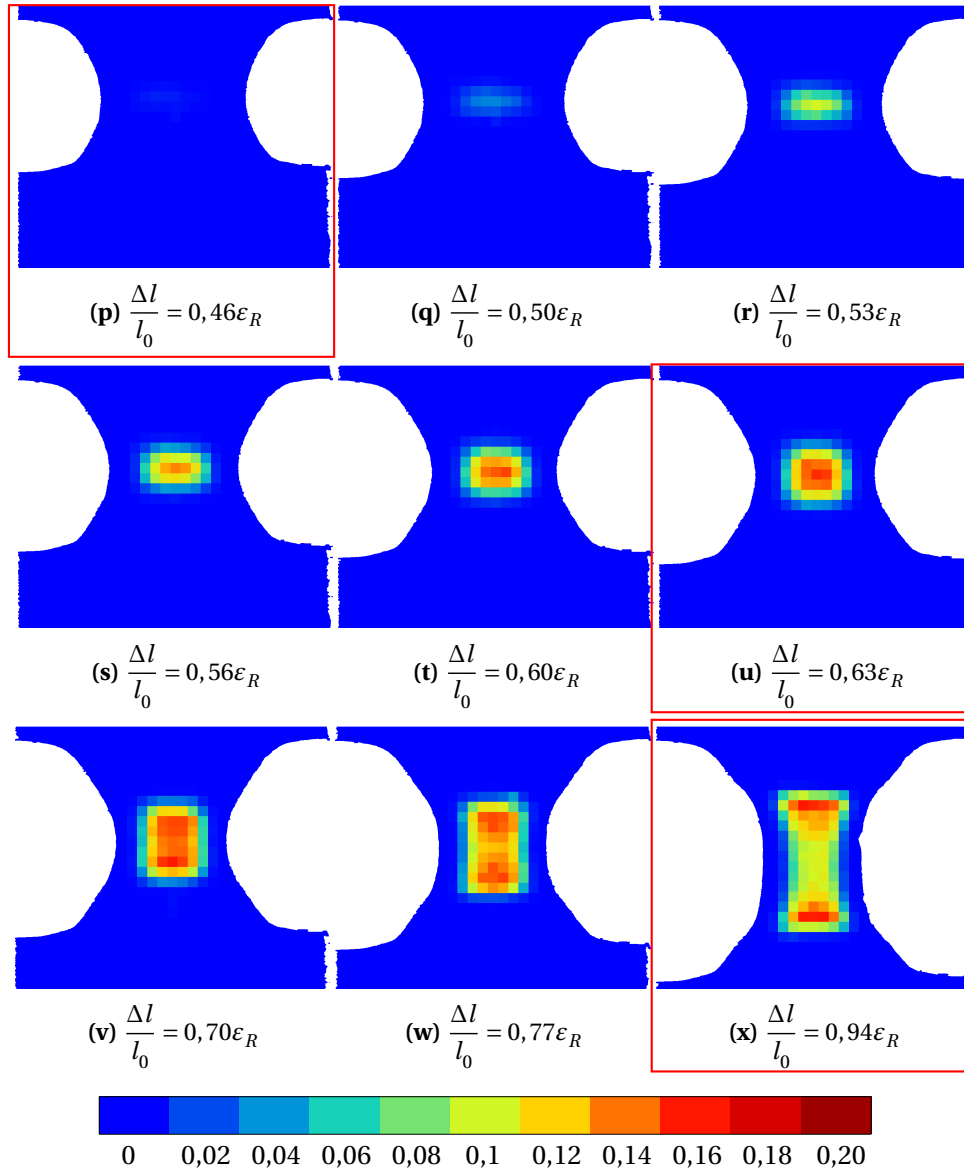 (p) Δl/l₀ = 0,46ε_R (q) Δl/l₀ = 0,50ε_R (r) Δl/l₀ = 0,53ε_R
(s) Δl/l₀ = 0,56ε_R (t) Δl/l₀ = 0,60ε_R (u) Δl/l₀ = 0,63ε_R
(v) Δl/l₀ = 0,70ε_R (w) Δl/l₀ = 0,77ε_R (x) Δl/l₀ = 0,94ε_R
0 0,02 0,04 0,06 0,08 0,1 0,12 0,14 0,16 0,18 0,20